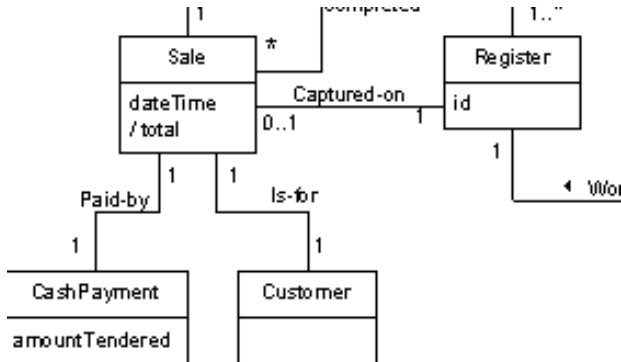 1
completed
1..*
Sale
*
Register
dateTime
/ total
Captured-on
0..1
1
id
1
1
1
Paid-by
Is-for
1
1
CashPayment
Customer
amountTendered